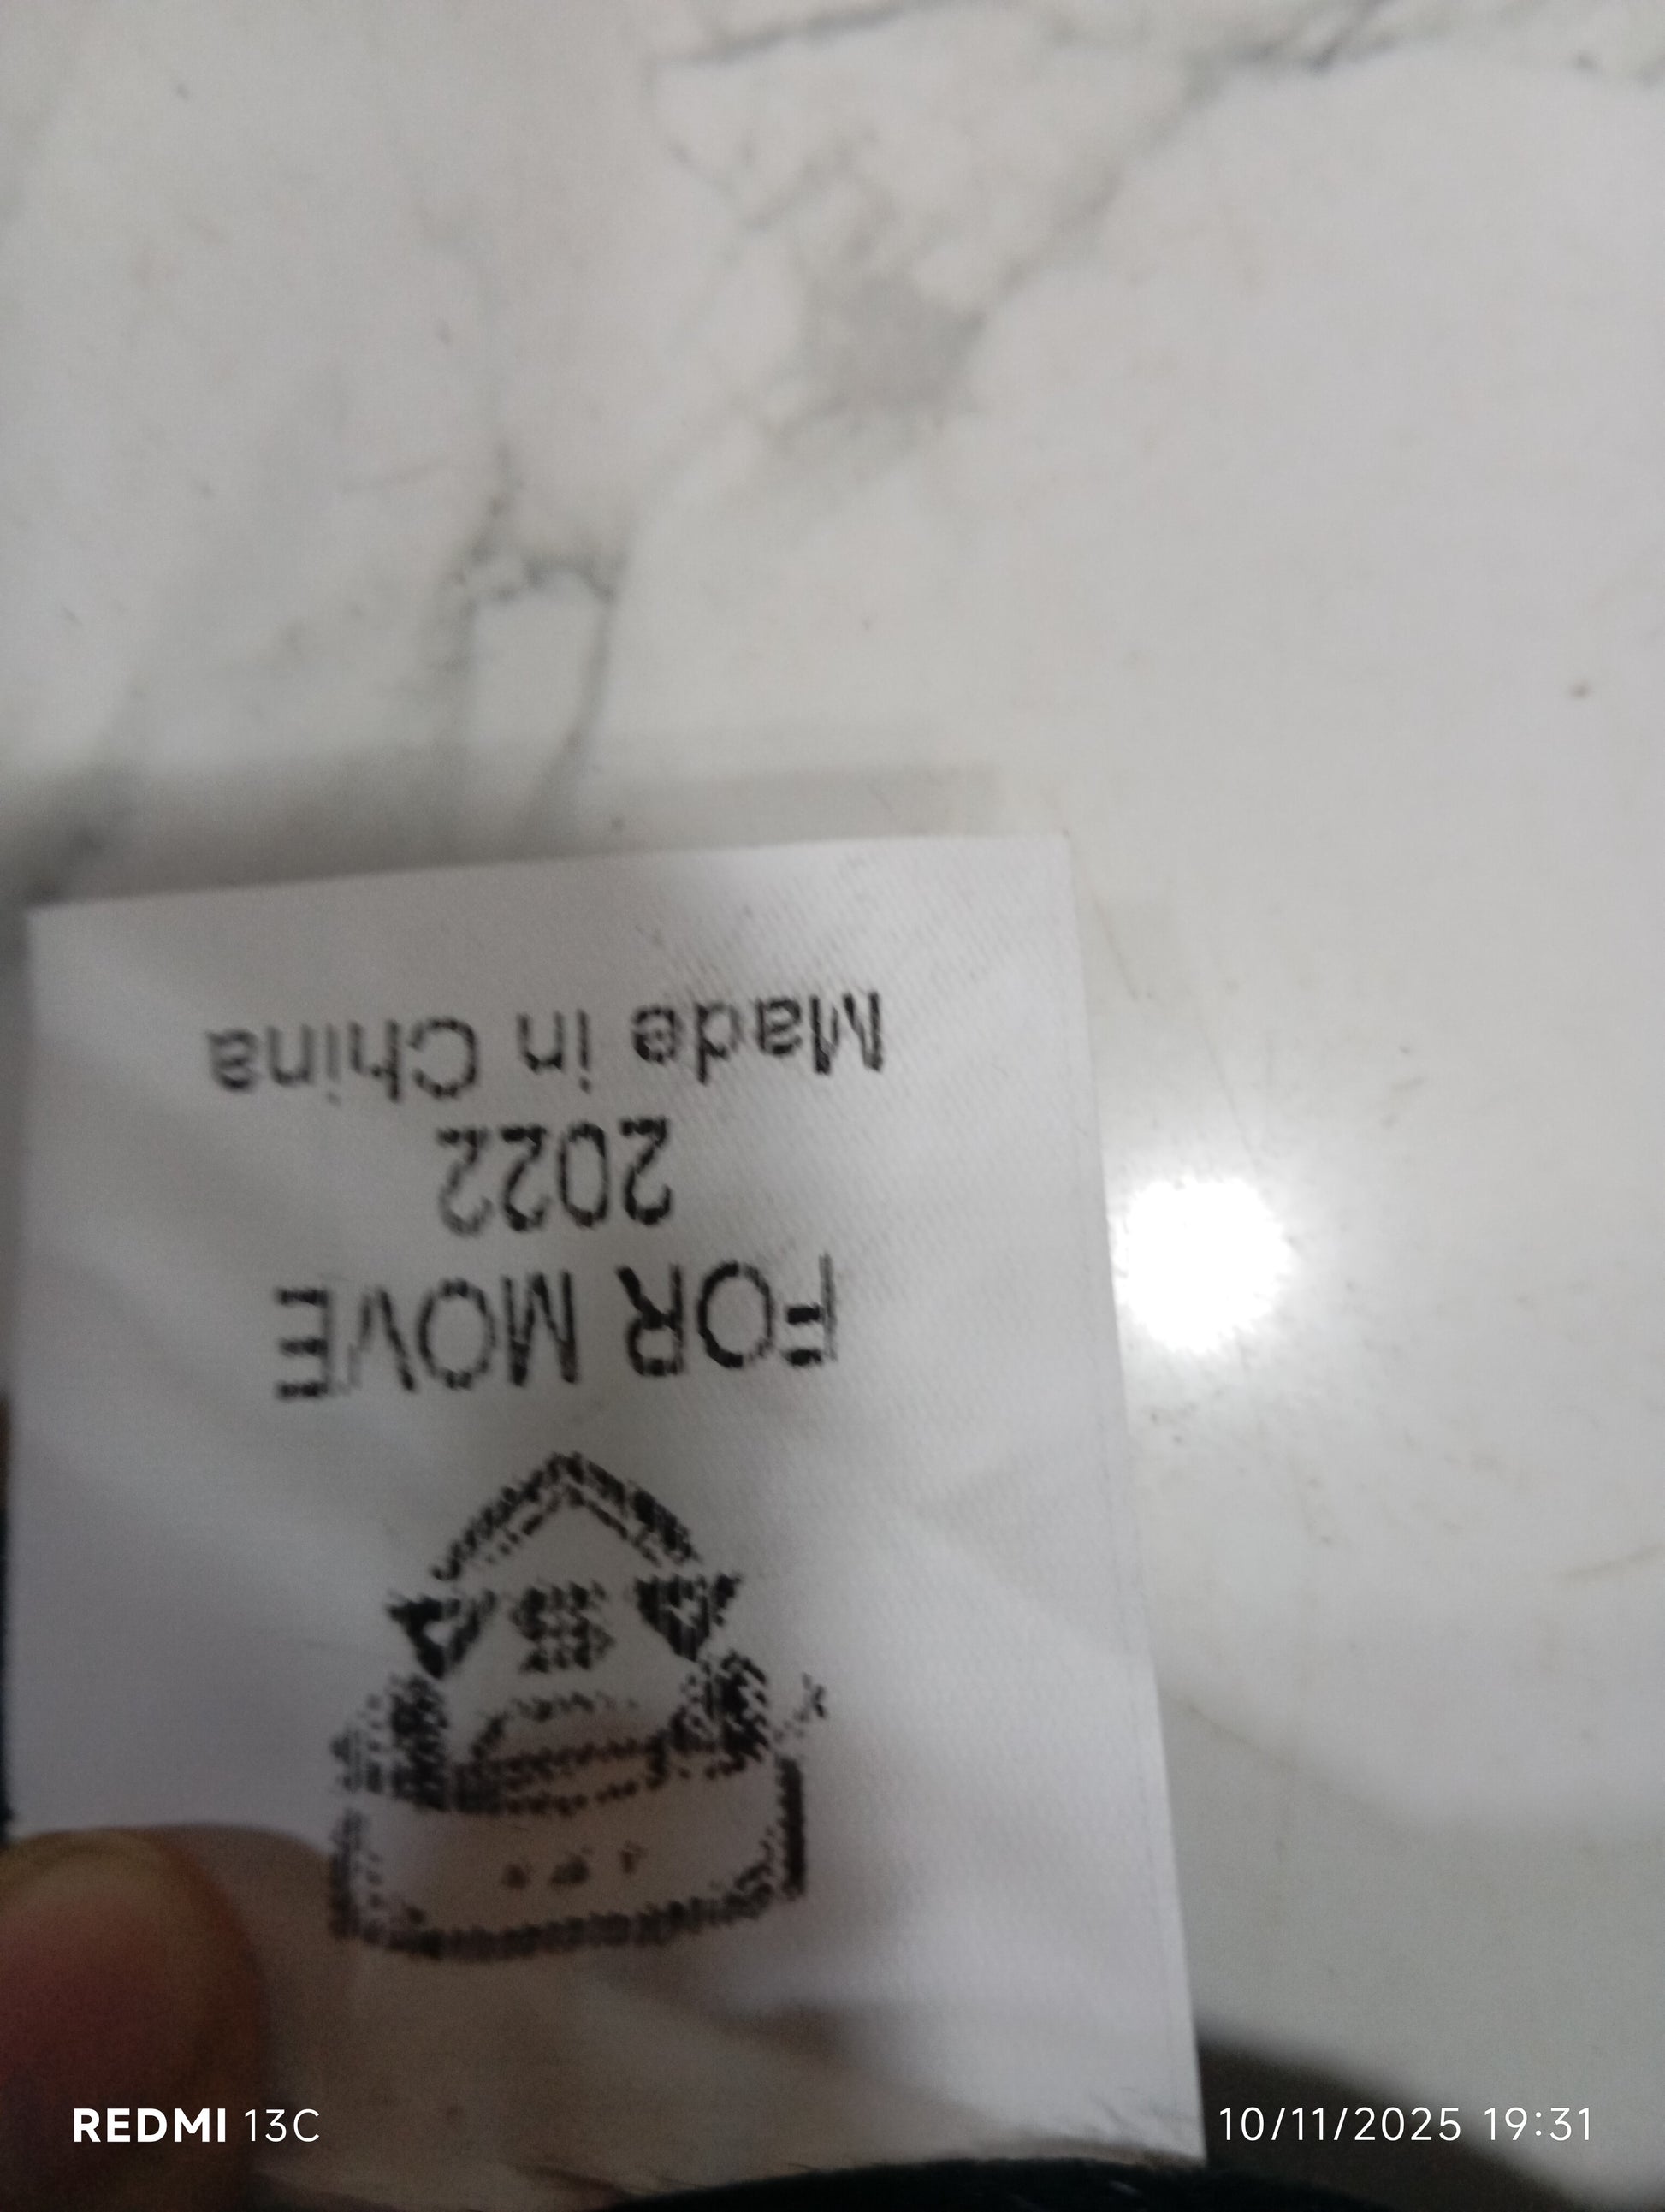 FOR MOVE
2022
Made in China
REDMI 13C
10/11/2025 19:31